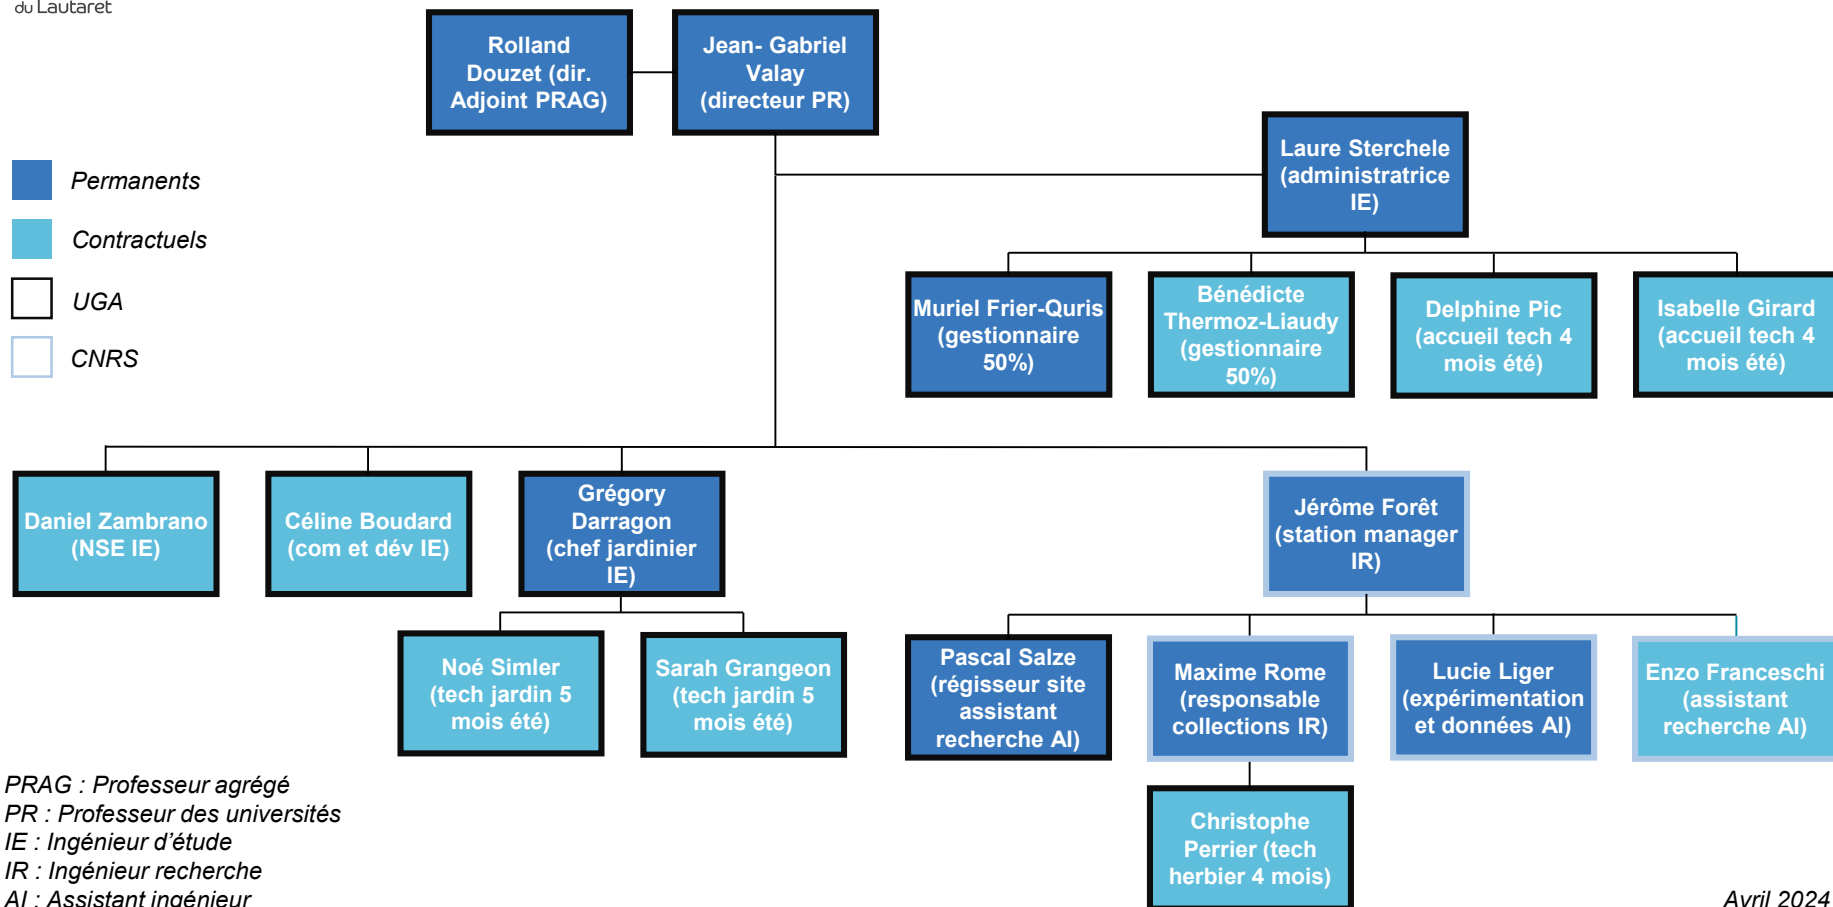 du Lautaret
Rolland
Douzet (dir.
Adjoint PRAG)
Jean- Gabriel
Valay
(directeur PR)
Laure Sterchele
(administratrice
IE)
Permanents
Contractuels
UGA
CNRS
Muriel Frier-Quris
(gestionnaire
50%)
Bénédicte
Thermoz-Liaudy
(gestionnaire
50%)
Delphine Pic
(accueil tech 4
mois été)
Isabelle Girard
(accueil tech 4
mois été)
Daniel Zambrano
(NSE IE)
Céline Boudard
(com et dév IE)
Grégory
Darragon
(chef jardinier
IE)
Jérôme Forêt
(station manager
IR)
Noé Simler
(tech jardin 5
mois été)
Sarah Grangeon
(tech jardin 5
mois été)
Pascal Salze
(régisseur site
assistant
recherche AI)
Maxime Rome
(responsable
collections IR)
Lucie Liger
(expérimentation
et données AI)
Enzo Franceschi
(assistant
recherche AI)
Christophe
Perrier (tech
herbier 4 mois)
PRAG : Professeur agrégé
PR : Professeur des universités
IE : Ingénieur d'étude
IR : Ingénieur recherche
AI : Assistant ingénieur
Avril 2024